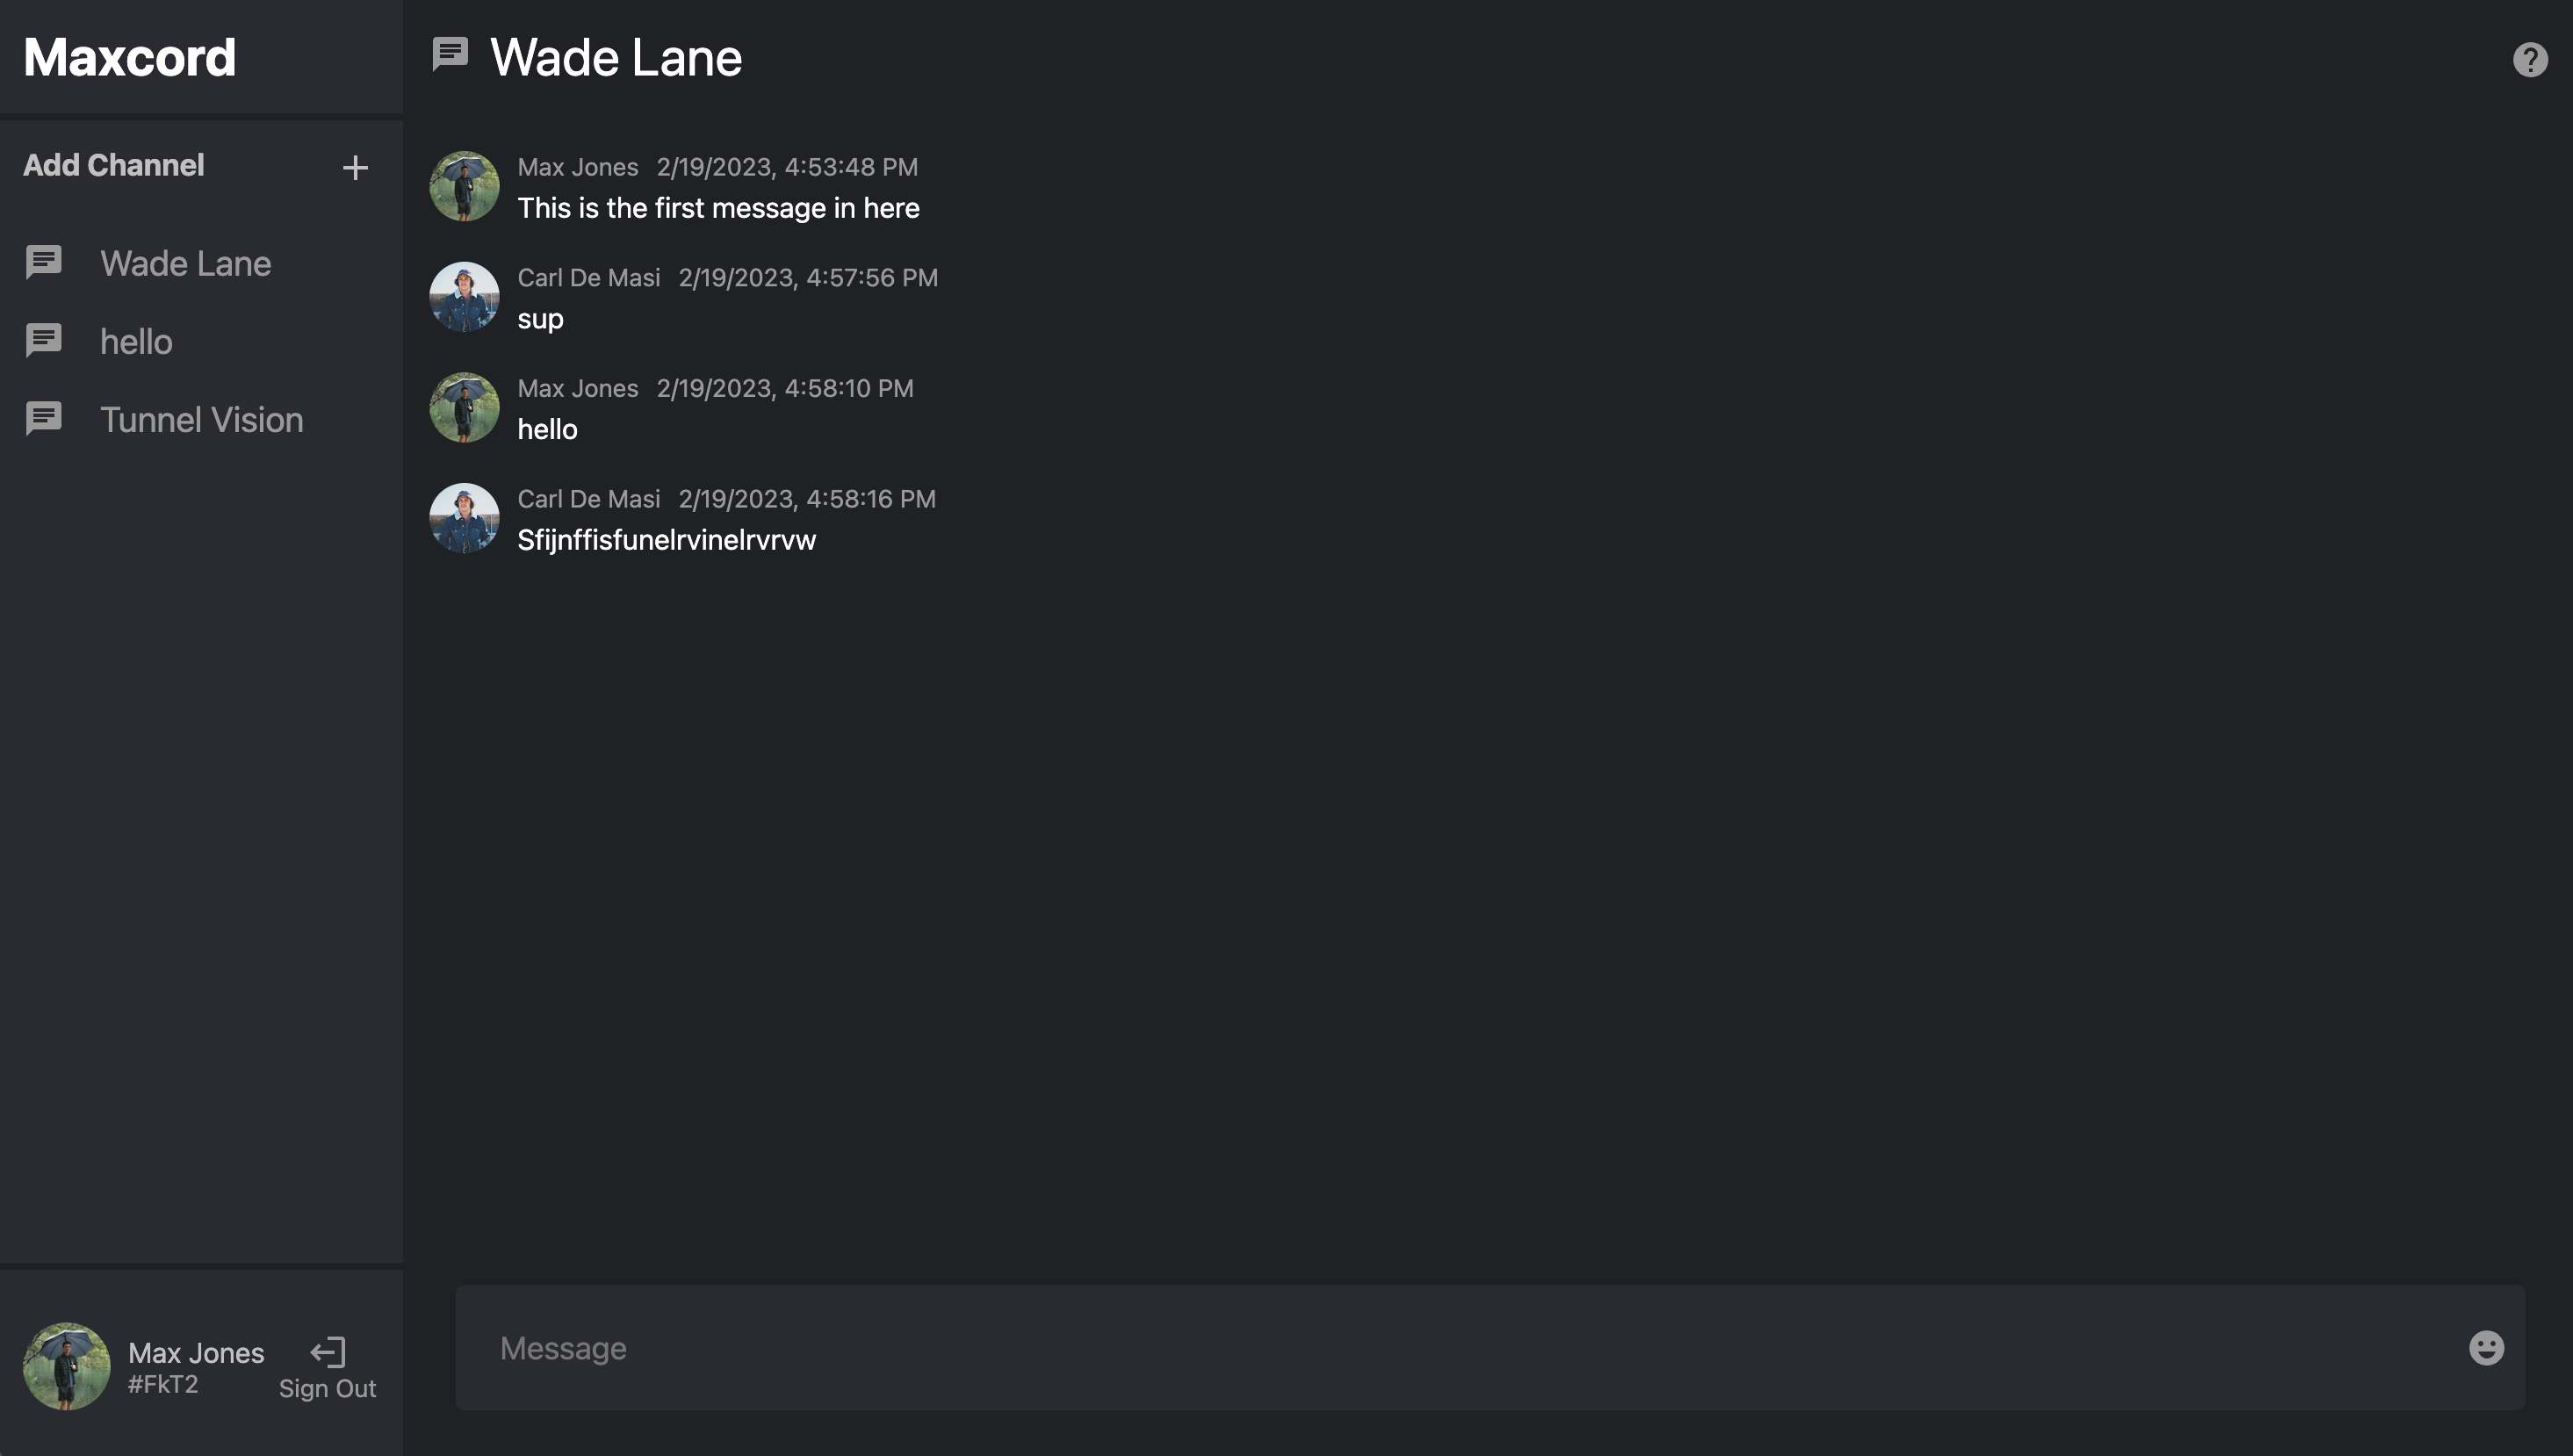 Maxcord
Add Channel
Wade Lane
hello
Tunnel Vision
Max Jones
#FkT2
Sign Out
Wade Lane
Max Jones 2/19/2023, 4:53:48 PM
This is the first message in here
Carl De Masi 2/19/2023, 4:57:56 PM
sup
Max Jones 2/19/2023, 4:58:10 PM
hello
Carl De Masi 2/19/2023, 4:58:16 PM
Sfijnffisfunelrvinelrvrvw
Message